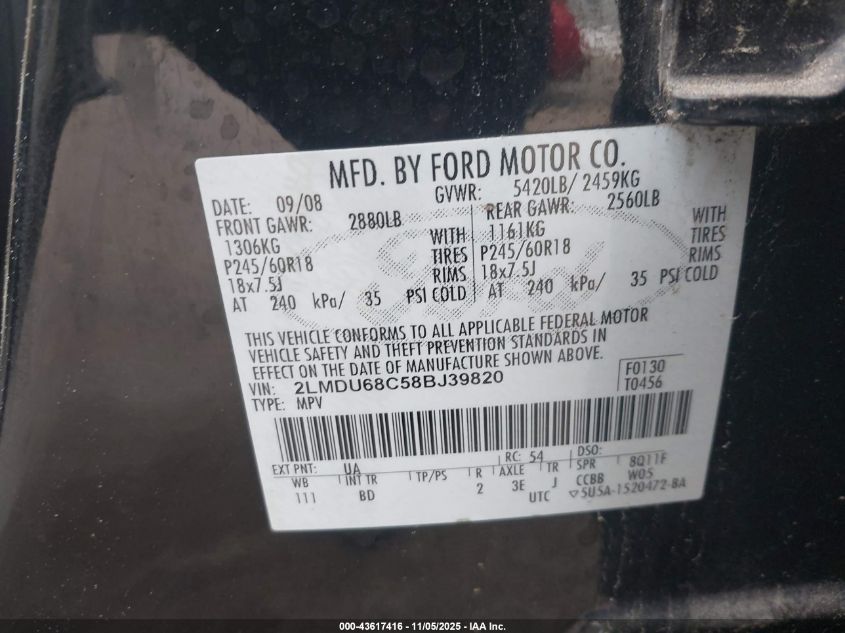 MFD. BY FORD MOTOR CO.
DATE: 09/08 GVWR: 5420LB/ 2459KG
FRONT GAWR: 2880LB REAR GAWR: 2560LB
1306KG WITH 1161KG WITH
P245/60R18 TIRES P245/60R18 TIRES
18x7.5J RIMS 18x7.5J RIMS
AT 240 kPa/ 35 PSI COLD AT 240 kPa/ 35 PSI COLD
THIS VEHICLE CONFORMS TO ALL APPLICABLE FEDERAL MOTOR
VEHICLE SAFETY AND THEFT PREVENTION STANDARDS IN
EFFECT ON THE DATE OF MANUFACTURE SHOWN ABOVE.
VIN: 2LMDU68C58BJ39820 F0130
TYPE: MPV T0456
EXT PNT: UA RC: 54 DSO:
WB INT TR TP/PS R AXLE TR SPR 8Q11F
111 BD 2 3E J CCBB WOS
UTC ▽5U5A-1520472-BA
000-43617416 - 11/05/2025 - IAA Inc.